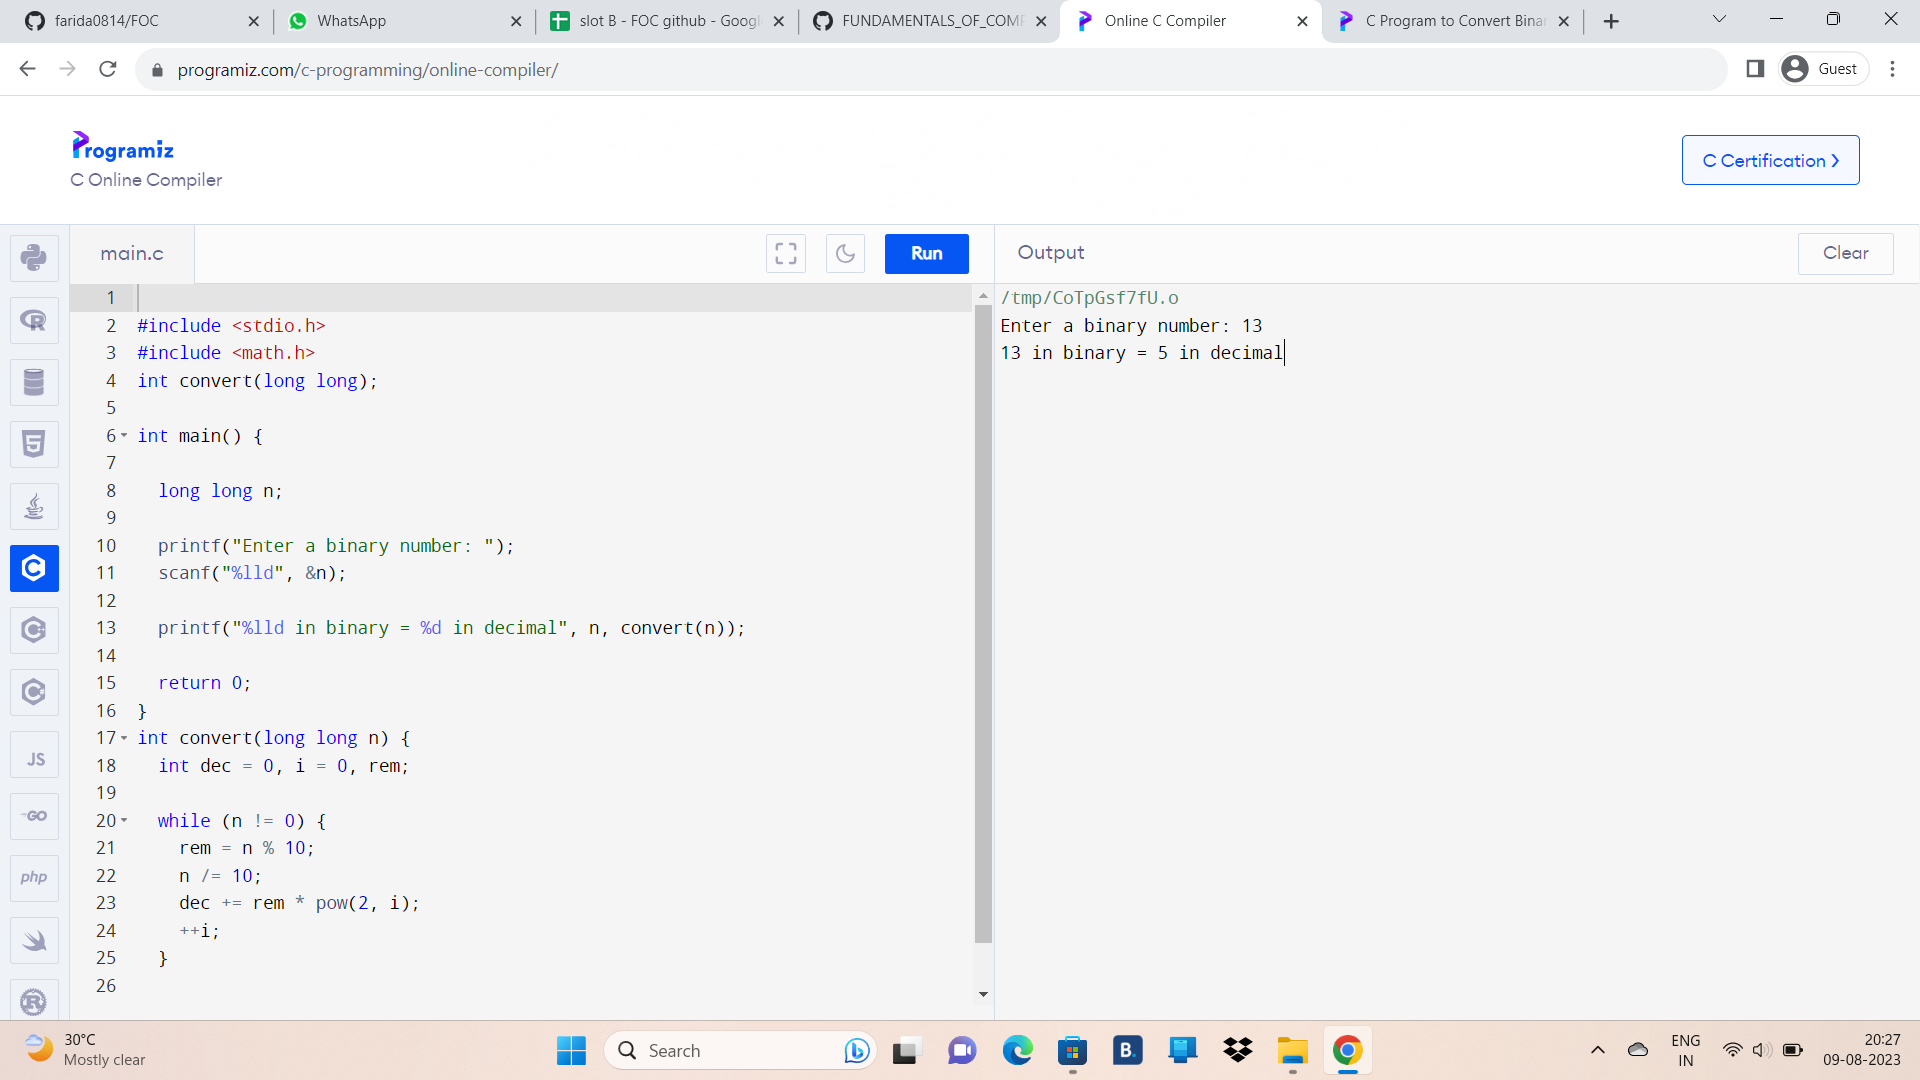 farida0814/FOC
WhatsApp
slot B - FOC github - Googl
FUNDAMENTALS_OF_COMP
Online C Compiler
C Program to Convert Binar
programiz.com/c-programming/online-compiler/
Guest
Programiz
C Online Compiler
C Certification
main.c
Run
Output
Clear
1
2 #include <stdio.h>
3 #include <math.h>
4 int convert(long long);
5
6 int main() {
7
8 long long n;
9
10 printf("Enter a binary number: ");
11 scanf("%lld", &n);
12
13 printf("%lld in binary = %d in decimal", n, convert(n));
14
15 return 0;
16 }
17 int convert(long long n) {
18 int dec = 0, i = 0, rem;
19
20 while (n != 0) {
21 rem = n % 10;
22 n /= 10;
23 dec += rem * pow(2, i);
24 ++i;
25 }
26
/tmp/CoTpGsf7fU.o
Enter a binary number: 13
13 in binary = 5 in decimal
R
5
C
JS
GO
php
R
30°C
Mostly clear
Search
B.
ENG
IN
20:27
09-08-2023